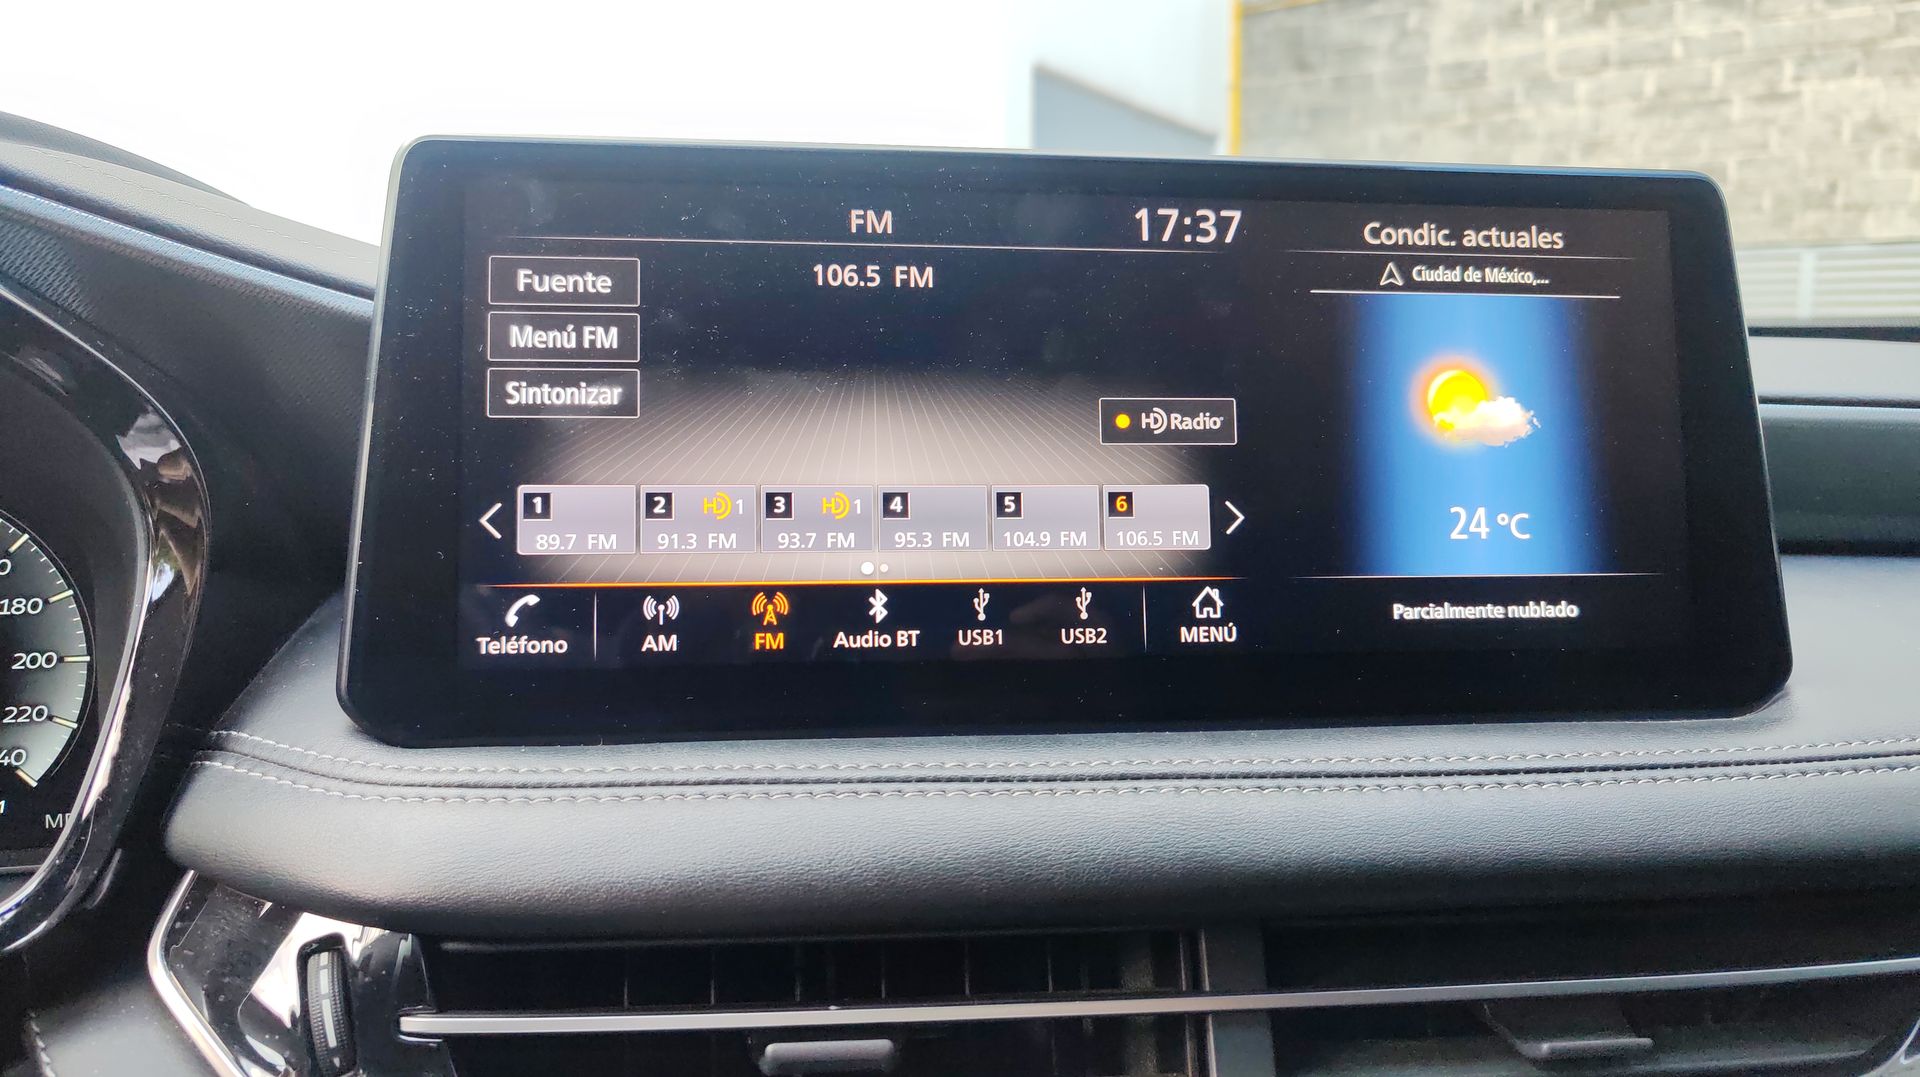 FM
17:37
Fuente
106.5 FM
Menú FM
Sintonizar
HD Radio
1
89.7 FM
2 HD 1
91.3 FM
3 HD 1
93.7 FM
4
95.3 FM
5
104.9 FM
6
106.5 FM
Teléfono
AM
FM
Audio BT
USB1
USB2
MENÚ
Condic. actuales
Ciudad de México,...
24 °C
Parcialmente nublado
180
200
220